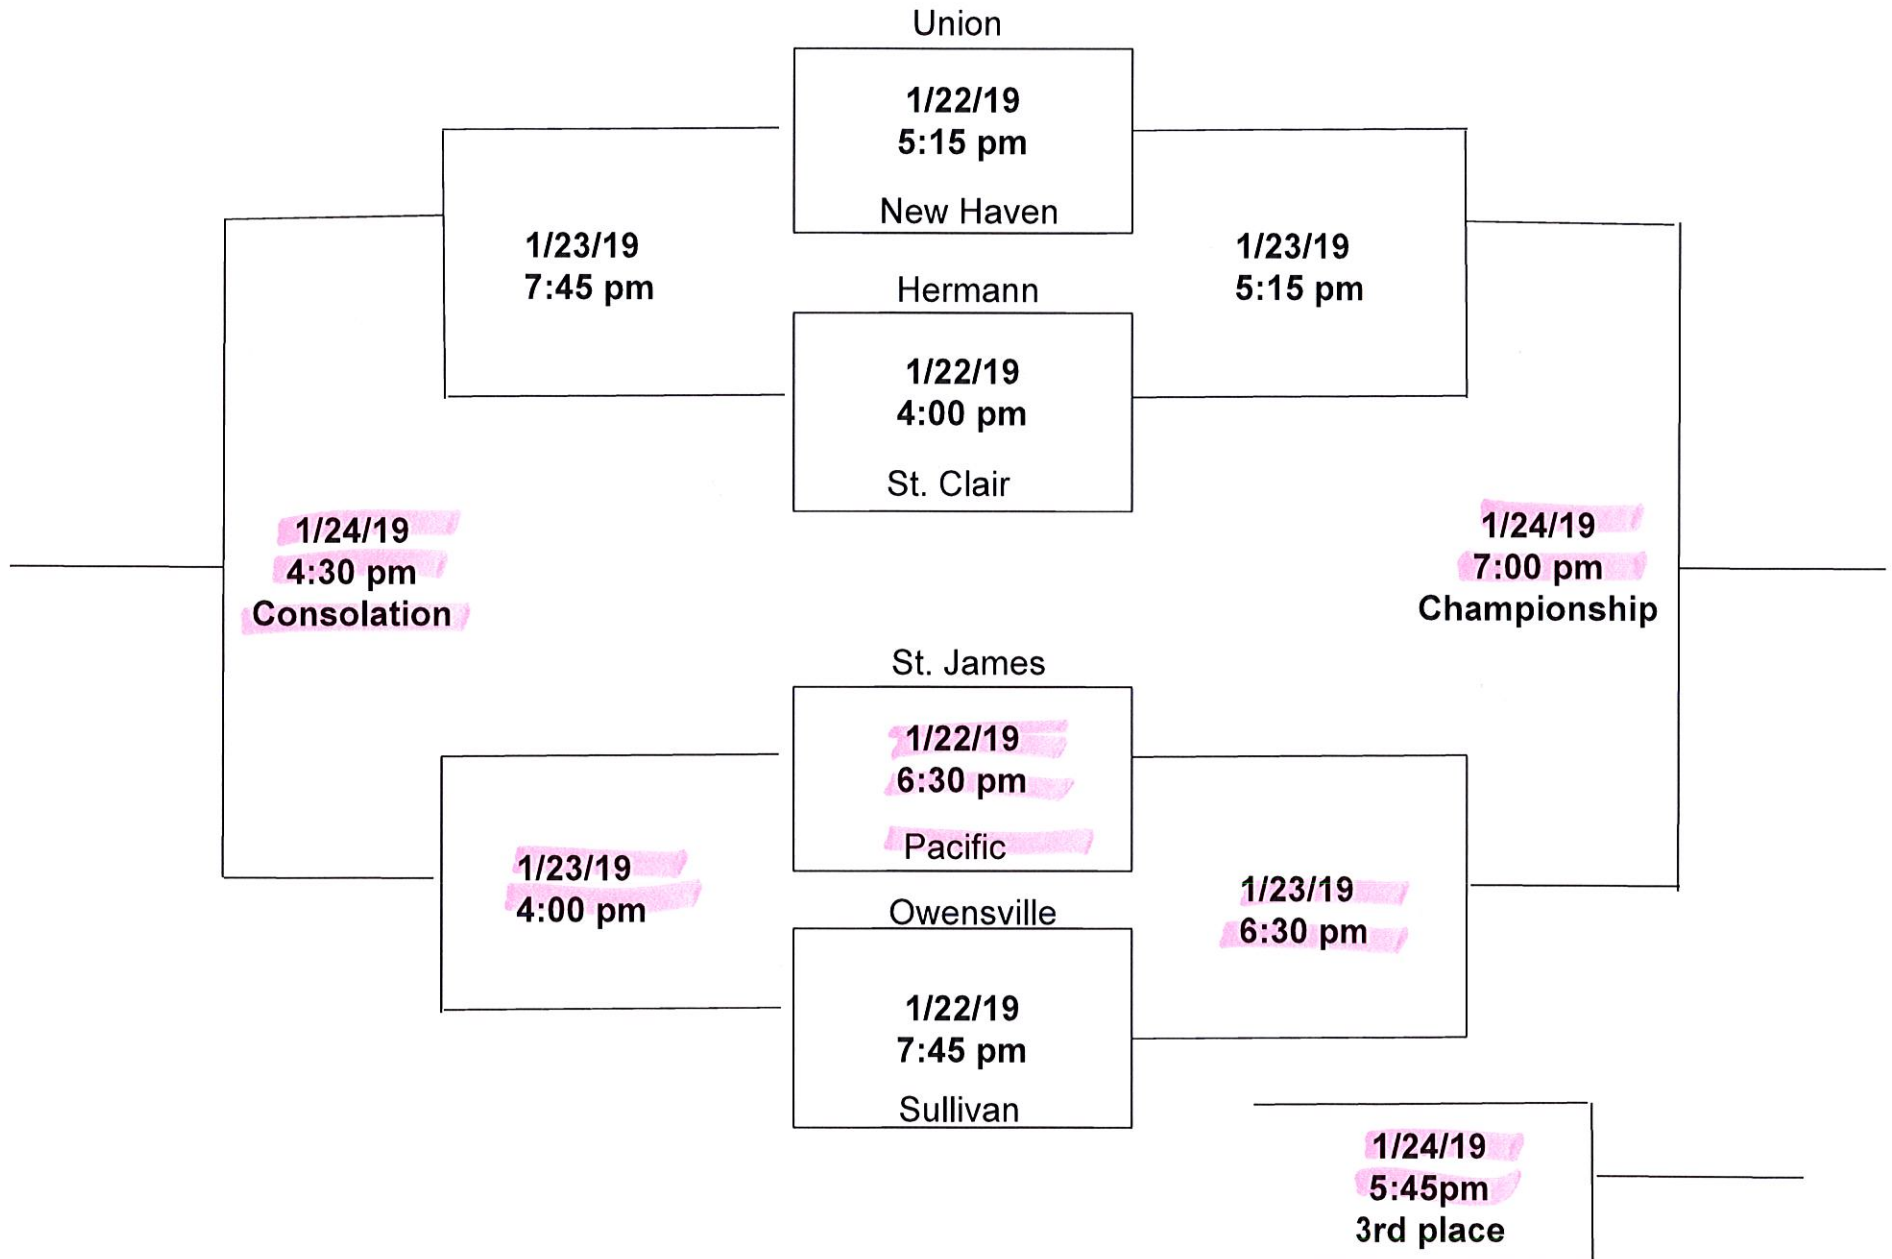 Union
1/22/19
5:15 pm
New Haven
1/23/19
7:45 pm
1/23/19
5:15 pm
Hermann
1/22/19
4:00 pm
St. Clair
1/24/19
4:30 pm
Consolation
1/24/19
7:00 pm
Championship
St. James
1/22/19
6:30 pm
Pacific
1/23/19
4:00 pm
1/23/19
6:30 pm
Owensville
1/22/19
7:45 pm
Sullivan
1/24/19
5:45pm
3rd place